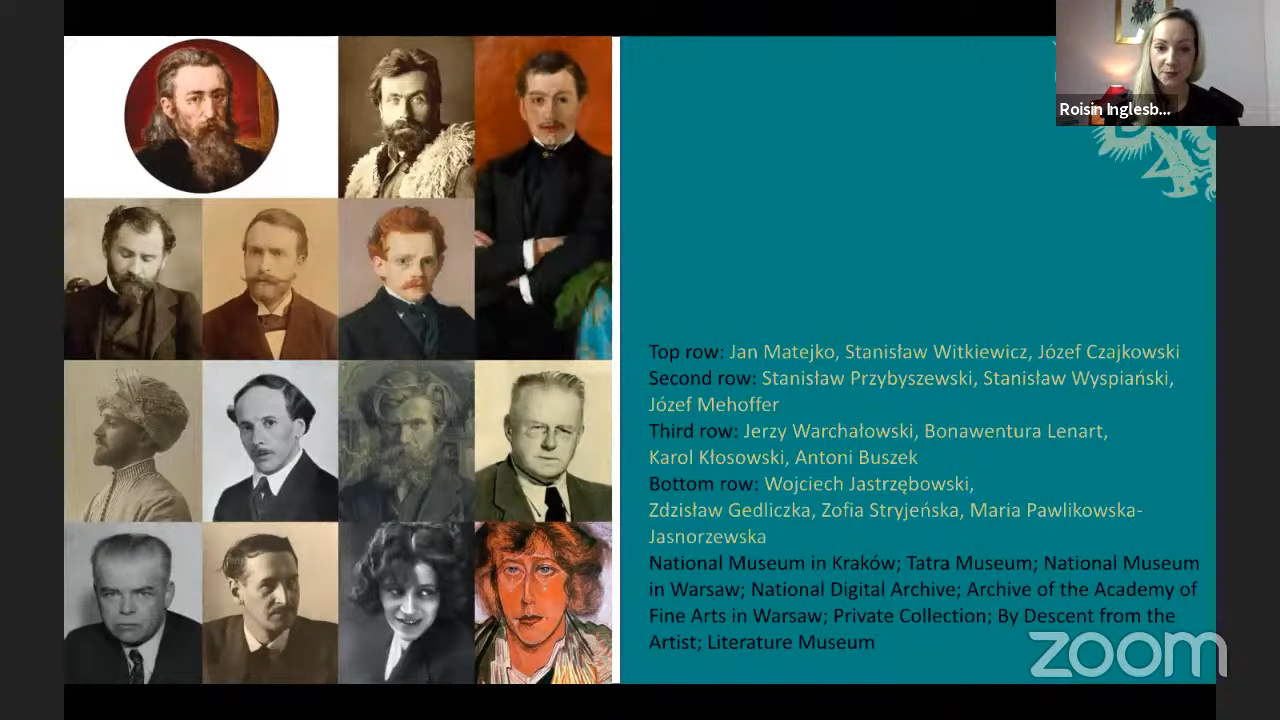 Roisin Inglesb...
Top row: Jan Matejko, Stanisław Witkiewicz, Józef Czajkowski
Second row: Stanisław Przybyszewski, Stanisław Wyspiański,
Józef Mehoffer
Third row: Jerzy Warchałowski, Bonawentura Lenart,
Karol Kłosowski, Antoni Buszek
Bottom row: Wojciech Jastrzębowski,
Zdzisław Gedliczka, Zofia Stryjeńska, Maria Pawlikowska-
Jasnorzewska
National Museum in Kraków; Tatra Museum; National Museum
in Warsaw; National Digital Archive; Archive of the Academy of
Fine Arts in Warsaw; Private Collection; By Descent from the
Artist; Literature Museum
zoom